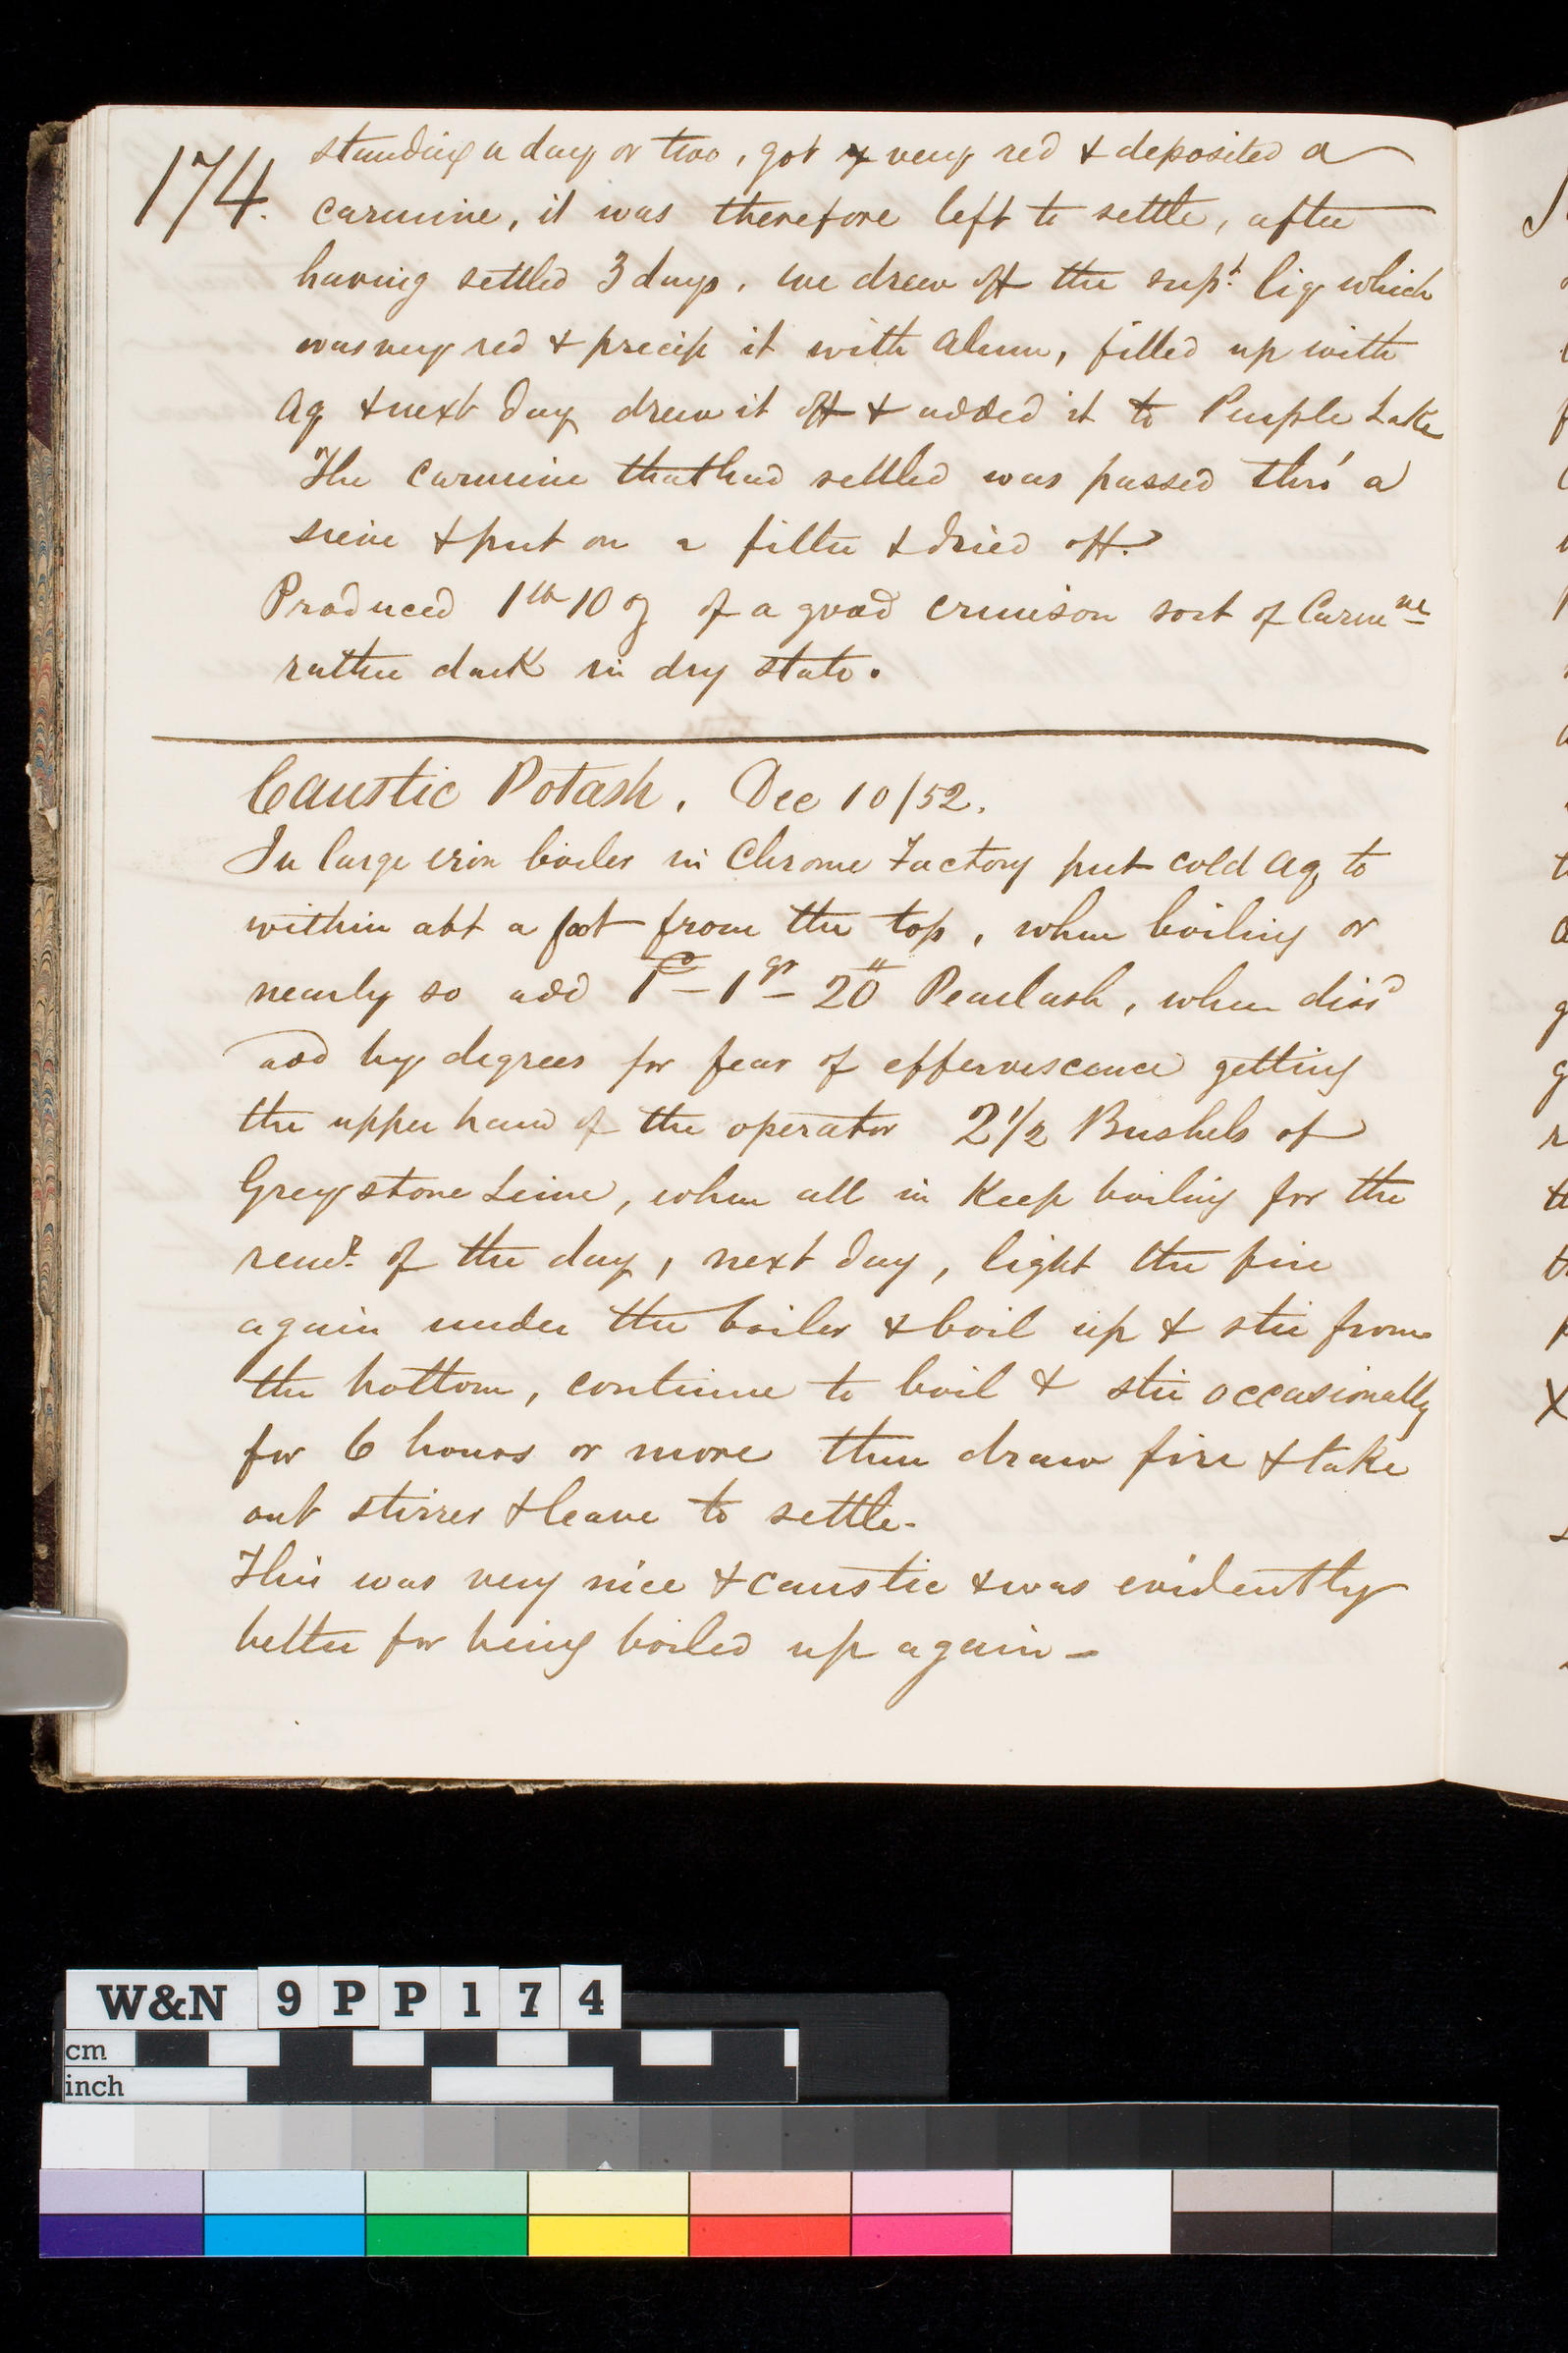 174.
standing a day or two, got very red & deposited a
carmine, it was therefore left to settle, after
having settled 3 days, we drew off the supt liq which
was very red & precip it with alum, filled up with
Aq & next day drew it off & added it to Purple Lake
The Carmine that had settled was passed thro' a
sieve & put on a filter & dried off.
Produced 1 lb 10 oz of a good crimson sort of Carmne
rather dark in dry state.
Caustic Potash. Dec 10/52.
In large iron boiler in Chrome Factory put cold Aq to
within abt a foot from the top, when boiling or
nearly so add 1c – 1qr – 20 Pearlash, when dissd
add by degrees for fear of effervescence getting
the upper hand of the operator 2 1/2 Bushels of
Greystone Lime, when all in keep boiling for the
remr of the day, next day, light the fire
again under the boiler & boil up & stir from
the bottom, continue to boil & stir occasionally
for 6 hours or more then draw fire & take
out stirrer & leave to settle.
This was very nice & caustic & was evidently
better for being boiled up again –
W&N 9PP174
cm
inch